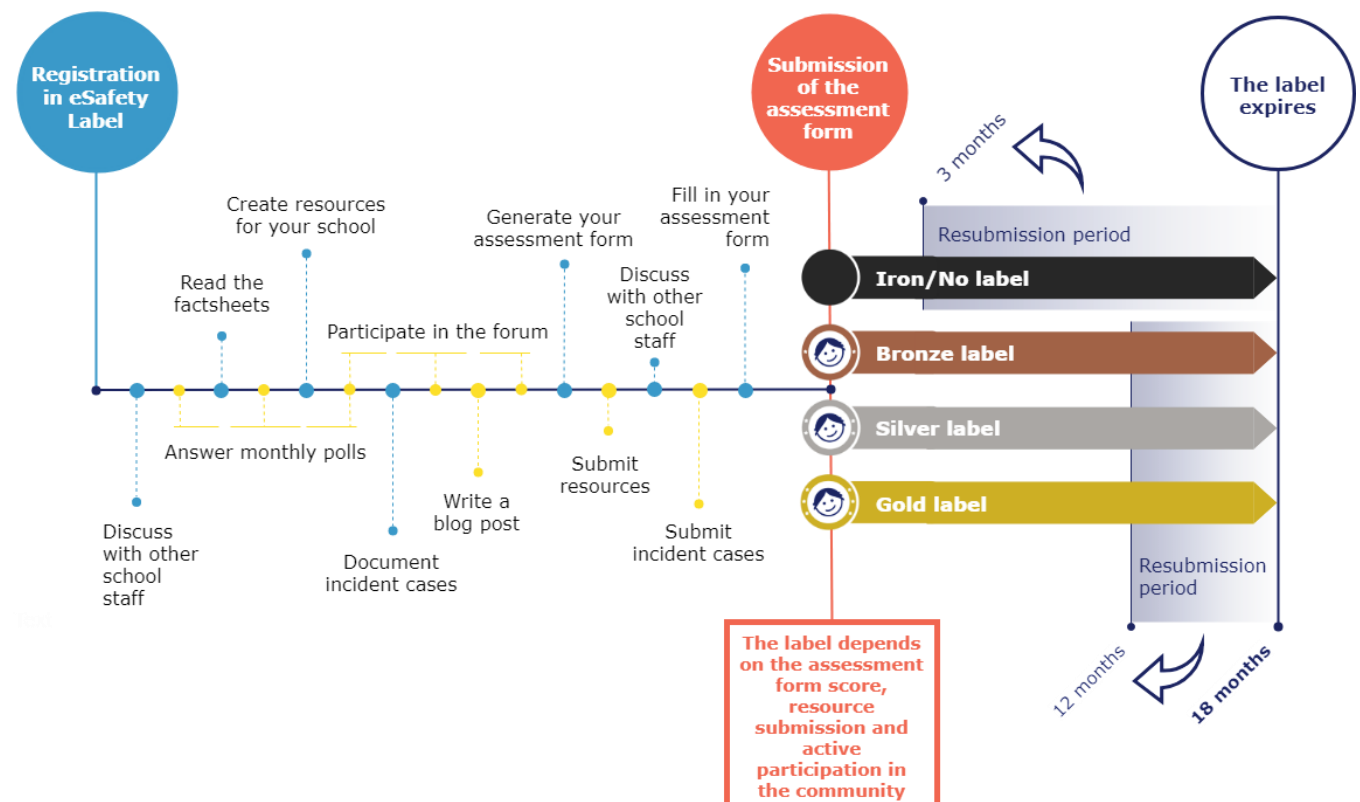 Registration
in eSafety
Label
Submission
of the
assessment
form
The label
expires
Create resources
for your school
Read the
factsheets
Participate in the forum
Generate your
assessment form
Fill in your
assessment
form
Discuss
with other
school
staff
3 months
Resubmission period
Iron/No label
Bronze label
Silver label
Gold label
Answer monthly polls
Discuss
with other
school
staff
Document
incident cases
Write a
blog post
Submit
resources
Submit
incident cases
Resubmission
period
12 months
18 months
The label depends
on the assessment
form score,
resource
submission and
active
participation in
the community